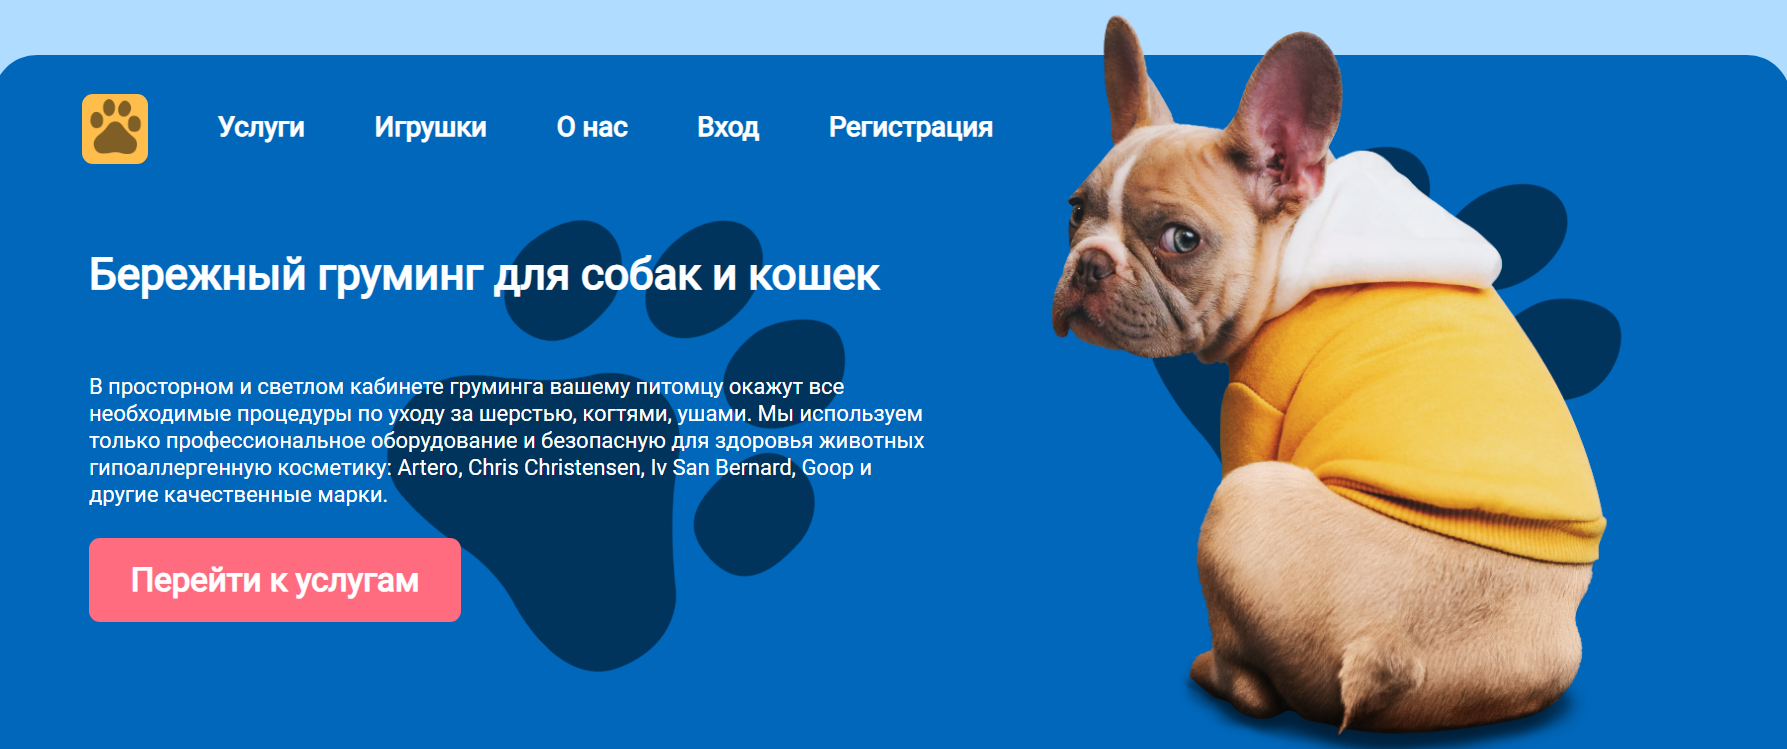 Услуги Игрушки О нас Вход Регистрация
Бережный груминг для собак и кошек
В просторном и светлом кабинете груминга вашему питомцу окажут все
необходимые процедуры по уходу за шерстью, когтями, ушами. Мы используем
только профессиональное оборудование и безопасную для здоровья животных
гипоаллергенную косметику: Artero, Chris Christensen, Iv San Bernard, Goop и
другие качественные марки.
Перейти к услугам